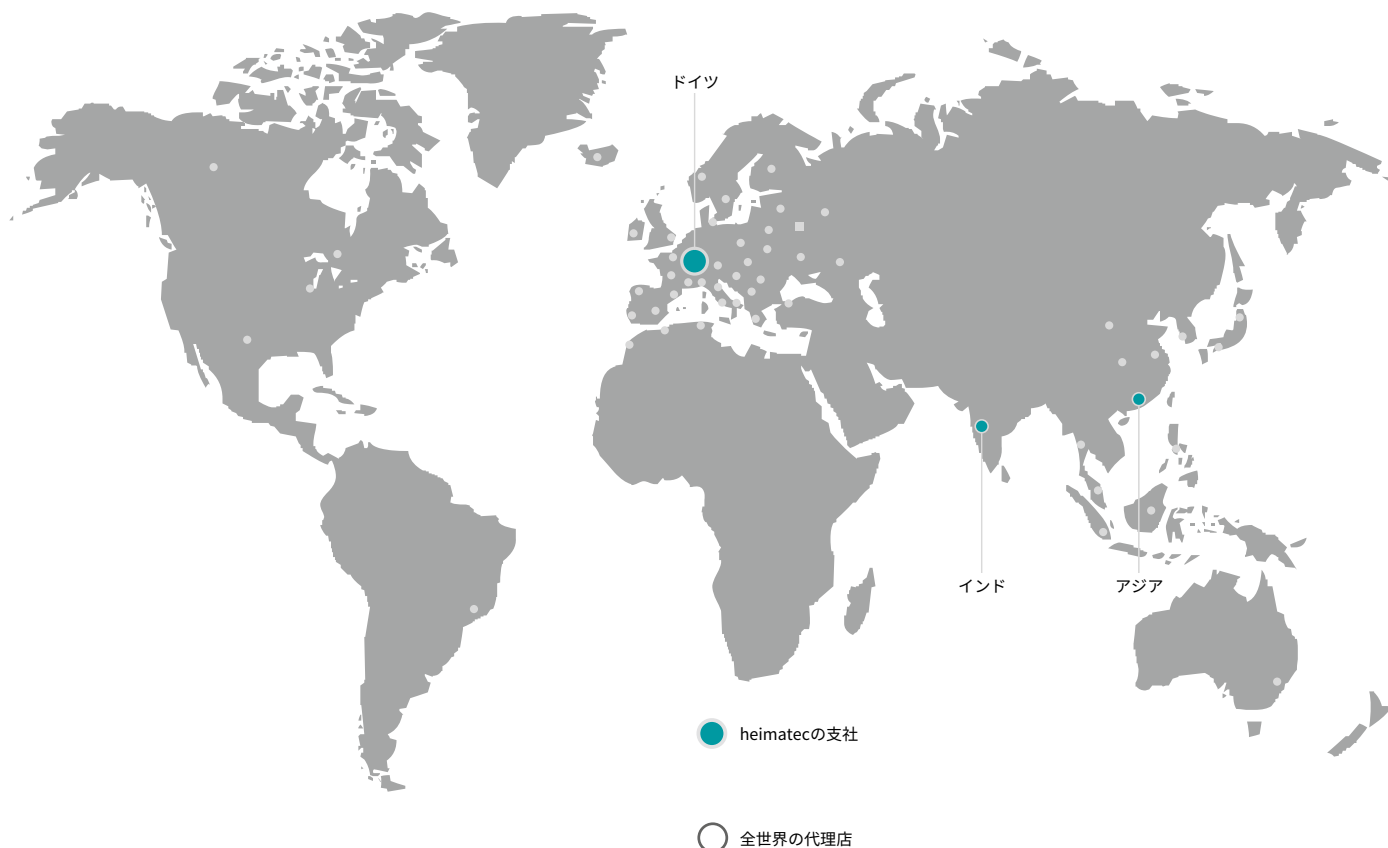 ドイツ
インド
アジア
heimatecの支社
全世界の代理店